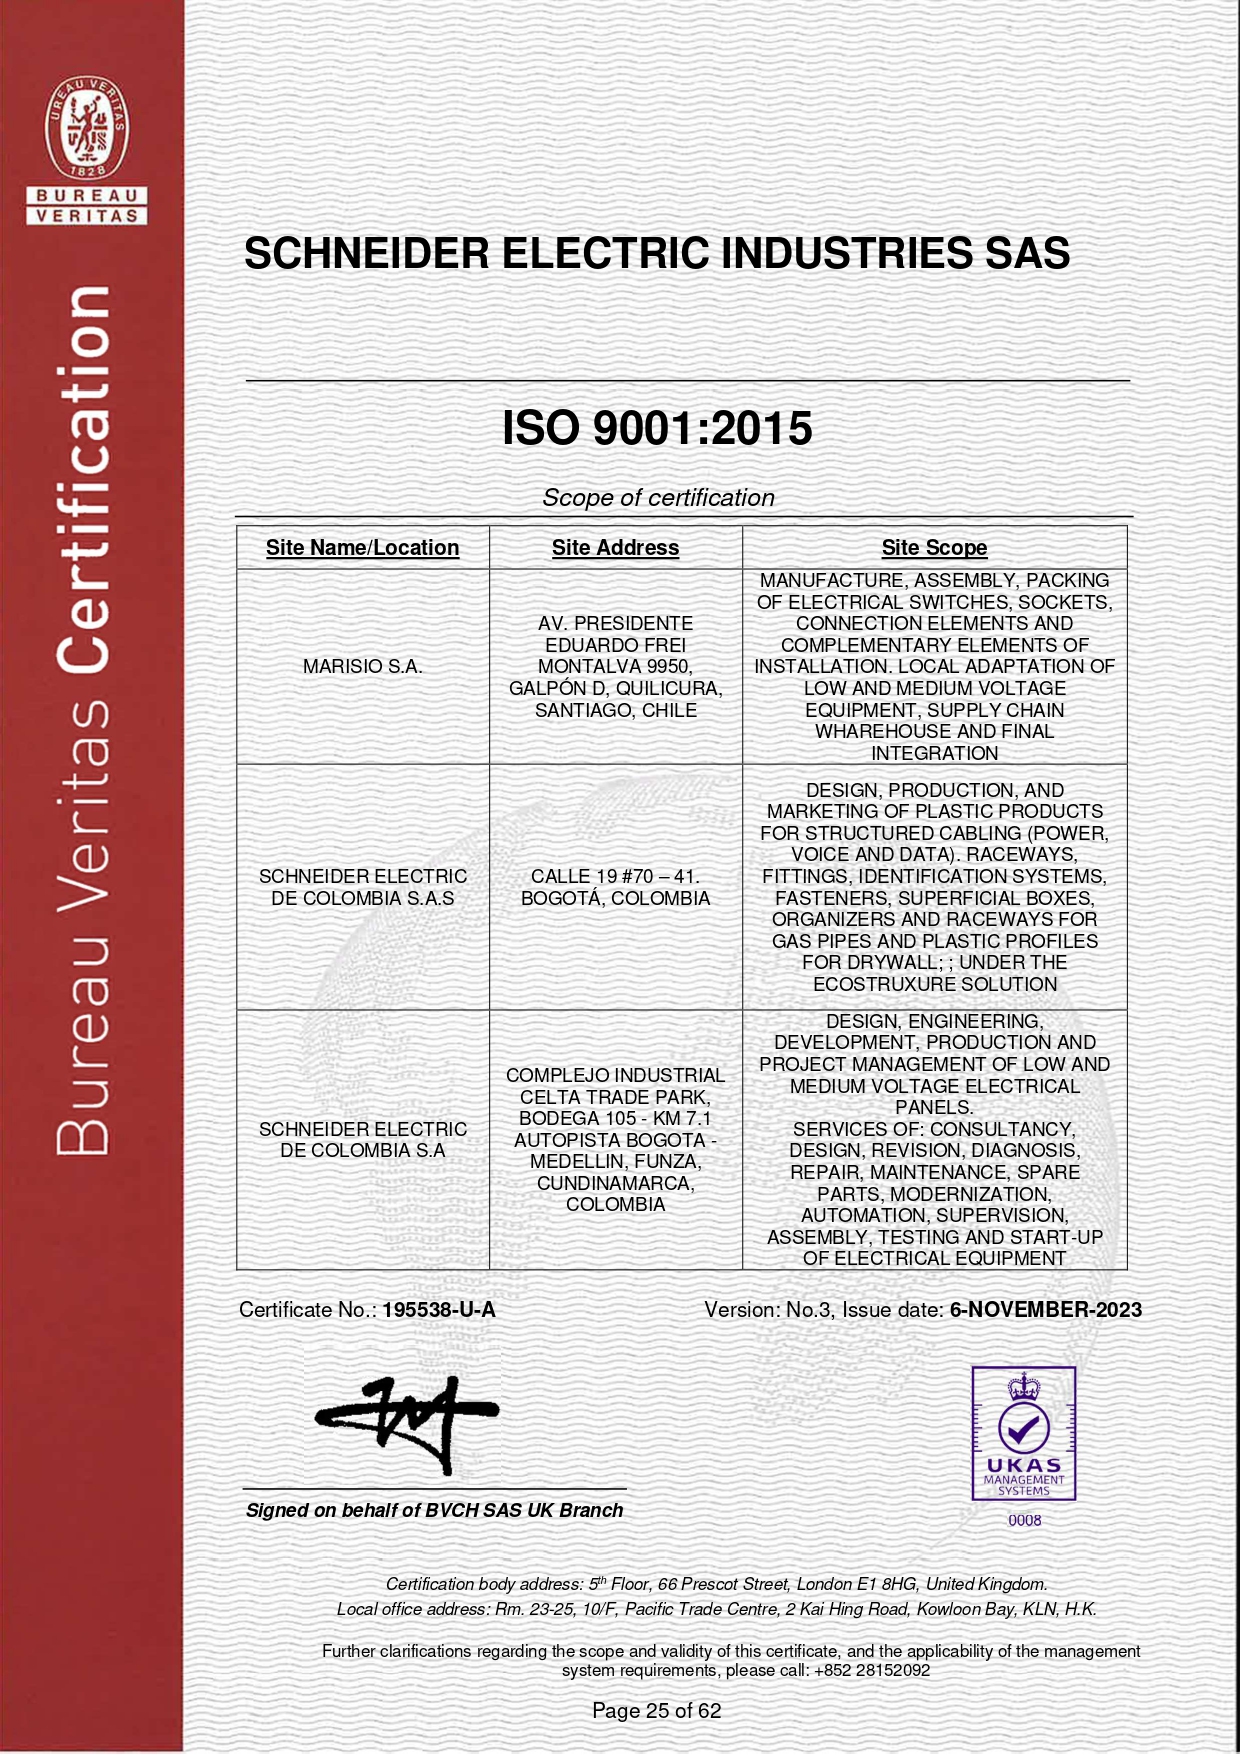 BUREAU VERITAS
1828
BUREAU
VERITAS
Bureau Veritas Certification
SCHNEIDER ELECTRIC INDUSTRIES SAS
ISO 9001:2015
Scope of certification
Site Name/Location
Site Address
Site Scope
MARISIO S.A.
AV. PRESIDENTE
EDUARDO FREI
MONTALVA 9950,
GALPÓN D, QUILICURA,
SANTIAGO, CHILE
MANUFACTURE, ASSEMBLY, PACKING
OF ELECTRICAL SWITCHES, SOCKETS,
CONNECTION ELEMENTS AND
COMPLEMENTARY ELEMENTS OF
INSTALLATION. LOCAL ADAPTATION OF
LOW AND MEDIUM VOLTAGE
EQUIPMENT, SUPPLY CHAIN
WHAREHOUSE AND FINAL
INTEGRATION
SCHNEIDER ELECTRIC
DE COLOMBIA S.A.S
CALLE 19 #70 – 41.
BOGOTÁ, COLOMBIA
DESIGN, PRODUCTION, AND
MARKETING OF PLASTIC PRODUCTS
FOR STRUCTURED CABLING (POWER,
VOICE AND DATA). RACEWAYS,
FITTINGS, IDENTIFICATION SYSTEMS,
FASTENERS, SUPERFICIAL BOXES,
ORGANIZERS AND RACEWAYS FOR
GAS PIPES AND PLASTIC PROFILES
FOR DRYWALL; ; UNDER THE
ECOSTRUXURE SOLUTION
SCHNEIDER ELECTRIC
DE COLOMBIA S.A
COMPLEJO INDUSTRIAL
CELTA TRADE PARK,
BODEGA 105 - KM 7.1
AUTOPISTA BOGOTA -
MEDELLIN, FUNZA,
CUNDINAMARCA,
COLOMBIA
DESIGN, ENGINEERING,
DEVELOPMENT, PRODUCTION AND
PROJECT MANAGEMENT OF LOW AND
MEDIUM VOLTAGE ELECTRICAL
PANELS.
SERVICES OF: CONSULTANCY,
DESIGN, REVISION, DIAGNOSIS,
REPAIR, MAINTENANCE, SPARE
PARTS, MODERNIZATION,
AUTOMATION, SUPERVISION,
ASSEMBLY, TESTING AND START-UP
OF ELECTRICAL EQUIPMENT
Certificate No.: 195538-U-A
Version: No.3, Issue date: 6-NOVEMBER-2023
Signed on behalf of BVCH SAS UK Branch
UKAS
MANAGEMENT
SYSTEMS
0008
Certification body address: 5th Floor, 66 Prescot Street, London E1 8HG, United Kingdom.
Local office address: Rm. 23-25, 10/F, Pacific Trade Centre, 2 Kai Hing Road, Kowloon Bay, KLN, H.K.
Further clarifications regarding the scope and validity of this certificate, and the applicability of the management
system requirements, please call: +852 28152092
Page 25 of 62